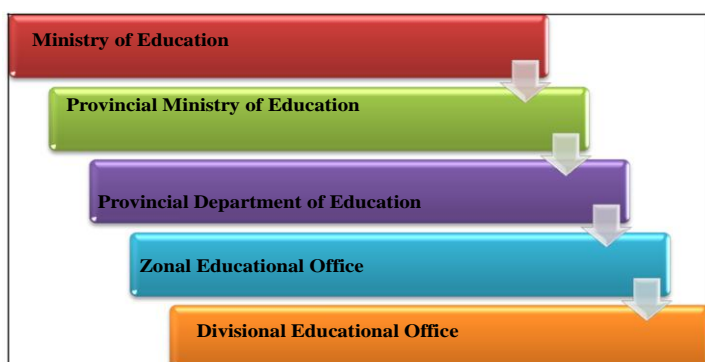 Ministry of Education
Provincial Ministry of Education
Provincial Department of Education
Zonal Educational Office
Divisional Educational Office